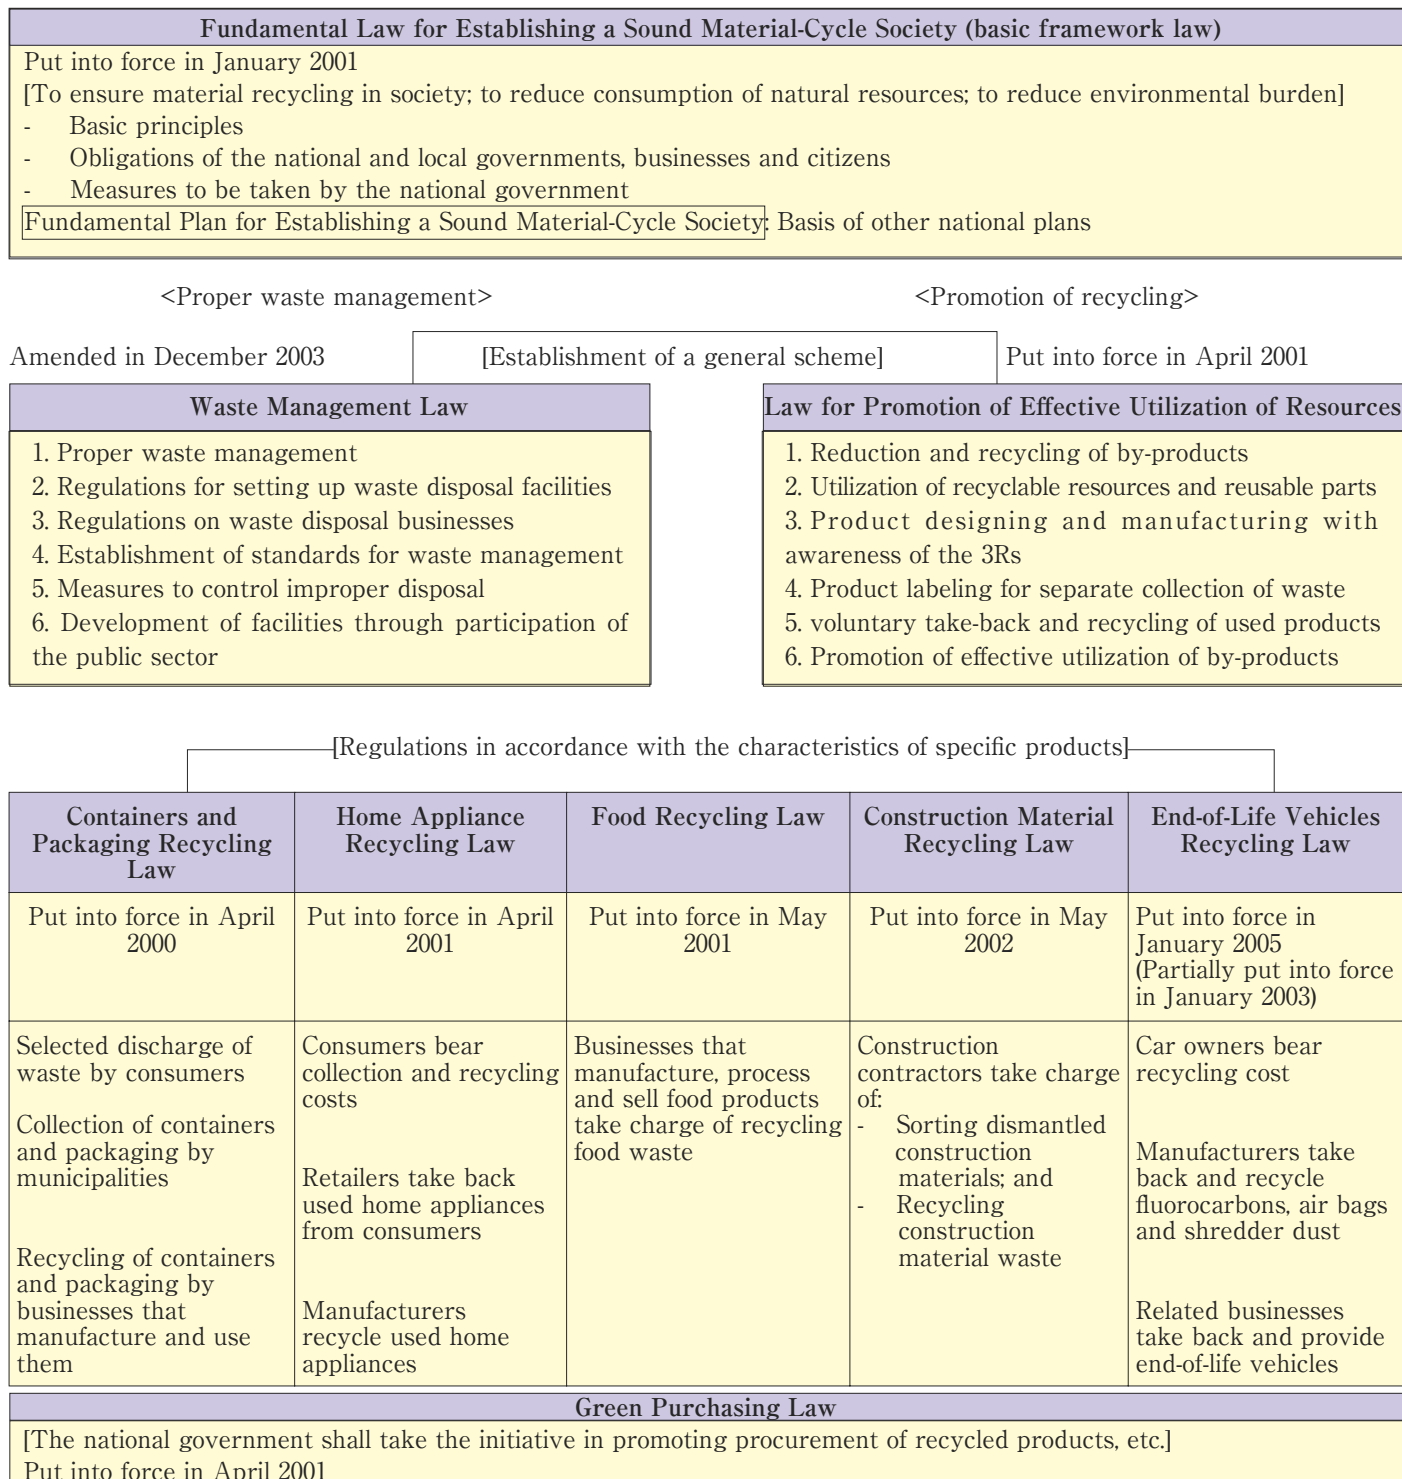 Fundamental Law for Establishing a Sound Material-Cycle Society (basic framework law)
Put into force in January 2001
[To ensure material recycling in society; to reduce consumption of natural resources; to reduce environmental burden]
- Basic principles
- Obligations of the national and local governments, businesses and citizens
- Measures to be taken by the national government
Fundamental Plan for Establishing a Sound Material-Cycle Society: Basis of other national plans
<Proper waste management>
<Promotion of recycling>
Amended in December 2003
[Establishment of a general scheme]
Put into force in April 2001
Waste Management Law
1. Proper waste management
2. Regulations for setting up waste disposal facilities
3. Regulations on waste disposal businesses
4. Establishment of standards for waste management
5. Measures to control improper disposal
6. Development of facilities through participation of
the public sector
Law for Promotion of Effective Utilization of Resources
1. Reduction and recycling of by-products
2. Utilization of recyclable resources and reusable parts
3. Product designing and manufacturing with
awareness of the 3Rs
4. Product labeling for separate collection of waste
5. voluntary take-back and recycling of used products
6. Promotion of effective utilization of by-products
[Regulations in accordance with the characteristics of specific products]
Containers and
Packaging Recycling
Law
Home Appliance
Recycling Law
Food Recycling Law
Construction Material
Recycling Law
End-of-Life Vehicles
Recycling Law
Put into force in April
2000
Put into force in April
2001
Put into force in May
2001
Put into force in May
2002
Put into force in
January 2005
(Partially put into force
in January 2003)
Selected discharge of
waste by consumers
Collection of containers
and packaging by
municipalities
Recycling of containers
and packaging by
businesses that
manufacture and use
them
Consumers bear
collection and recycling
costs
Retailers take back
used home appliances
from consumers
Manufacturers
recycle used home
appliances
Businesses that
manufacture, process
and sell food products
take charge of recycling
food waste
Construction
contractors take charge
of:
- Sorting dismantled
construction
materials; and
- Recycling
construction
material waste
Car owners bear
recycling cost
Manufacturers take
back and recycle
fluorocarbons, air bags
and shredder dust
Related businesses
take back and provide
end-of-life vehicles
Green Purchasing Law
[The national government shall take the initiative in promoting procurement of recycled products, etc.]
Put into force in April 2001